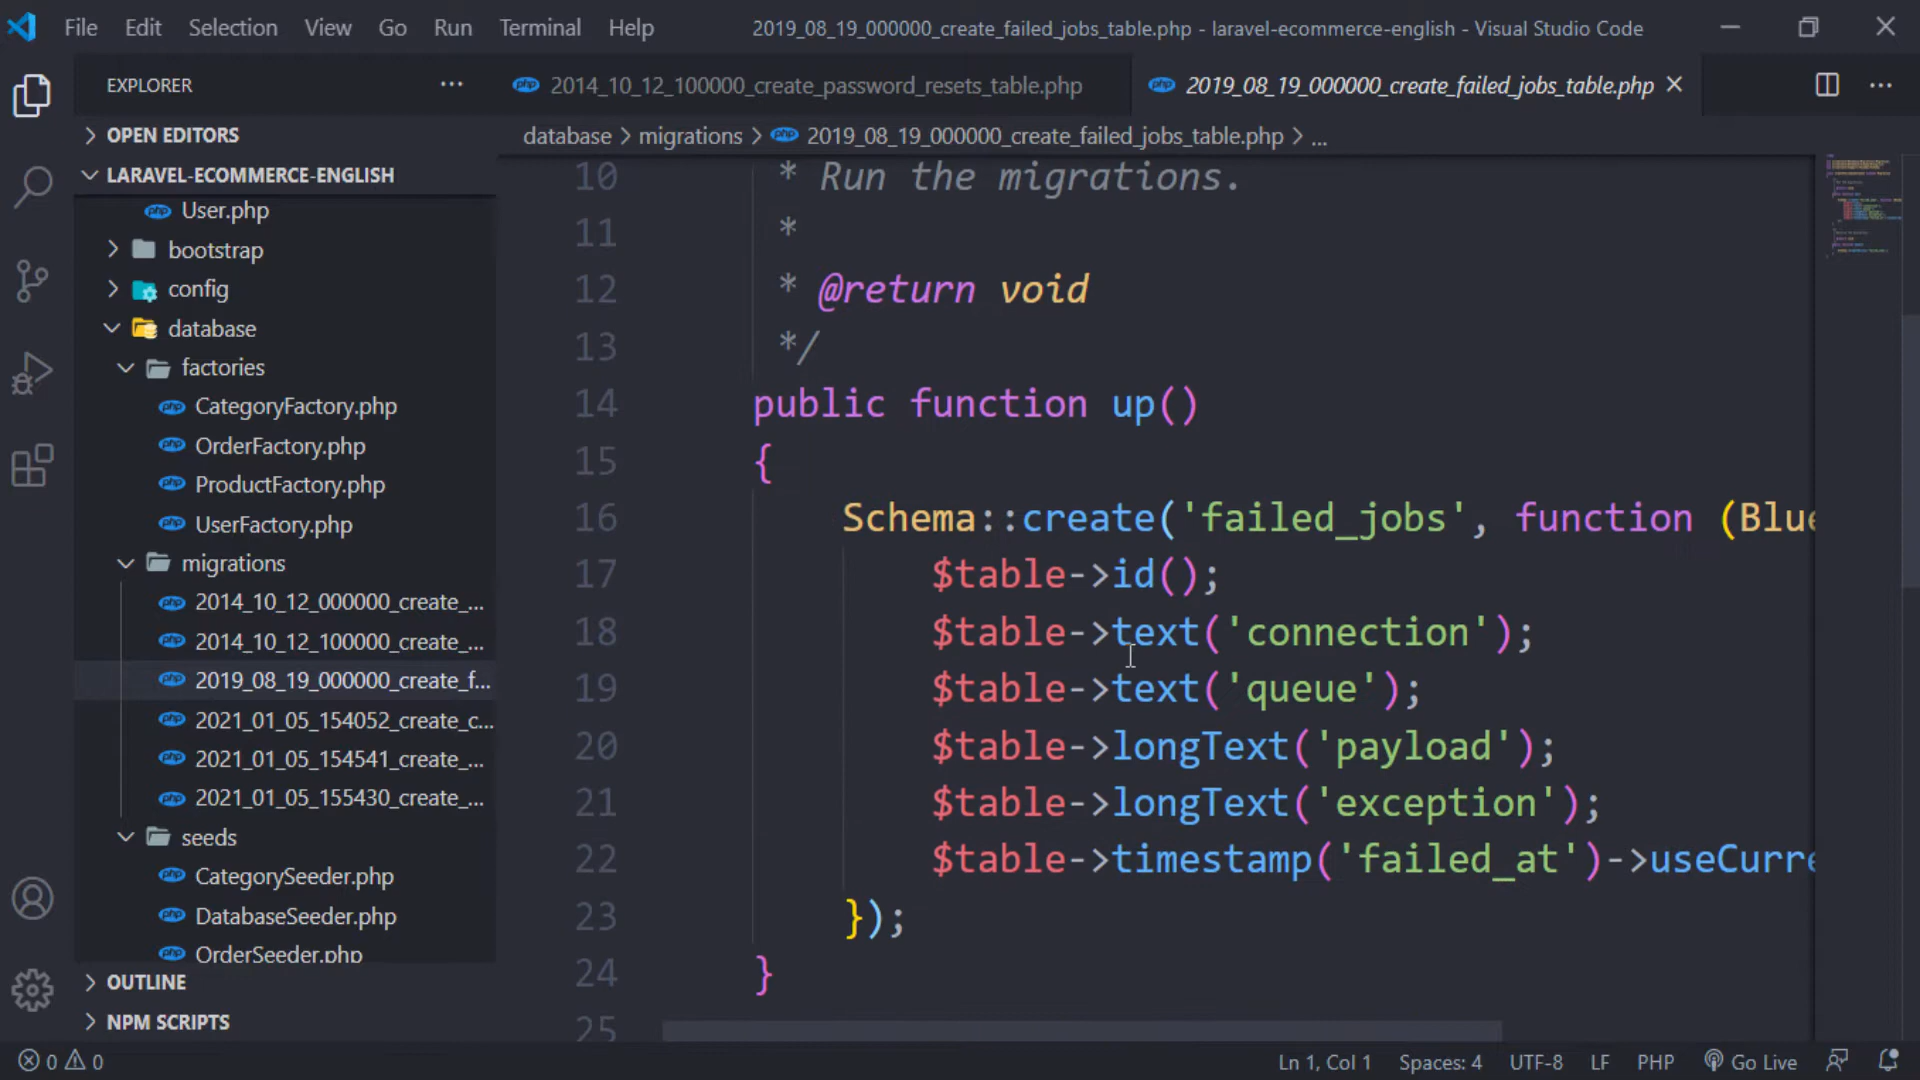 File Edit Selection View Go Run Terminal Help
2019_08_19_000000_create_failed_jobs_table.php - laravel-ecommerce-english - Visual Studio Code
EXPLORER
OPEN EDITORS
LARAVEL-ECOMMERCE-ENGLISH
User.php
bootstrap
config
database
factories
CategoryFactory.php
OrderFactory.php
ProductFactory.php
UserFactory.php
migrations
2014_10_12_000000_create_...
2014_10_12_100000_create_...
2019_08_19_000000_create_f...
2021_01_05_154052_create_c...
2021_01_05_154541_create_...
2021_01_05_155430_create_...
seeds
CategorySeeder.php
DatabaseSeeder.php
OrderSeeder.php
OUTLINE
NPM SCRIPTS
2014_10_12_100000_create_password_resets_table.php
2019_08_19_000000_create_failed_jobs_table.php
database > migrations > 2019_08_19_000000_create_failed_jobs_table.php > ...
10 * Run the migrations.
11 *
12 * @return void
13 */
14 public function up()
15 {
16 Schema::create('failed_jobs', function (Blue
17 $table->id();
18 $table->text('connection');
19 $table->text('queue');
20 $table->longText('payload');
21 $table->longText('exception');
22 $table->timestamp('failed_at')->useCurre
23 });
24 }
25
0 0
Ln 1, Col 1 Spaces: 4 UTF-8 LF PHP Go Live